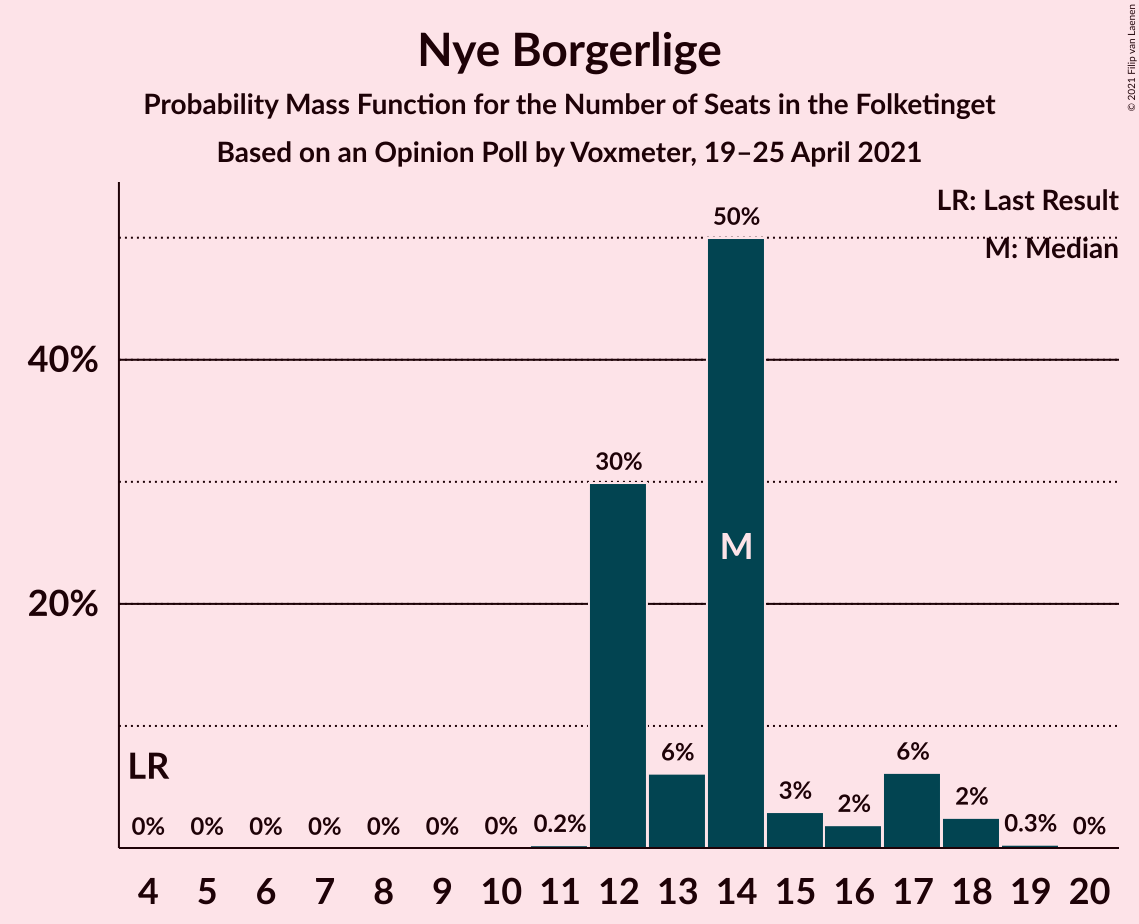 Nye Borgerlige
Probability Mass Function for the Number of Seats in the Folketinget
Based on an Opinion Poll by Voxmeter, 19–25 April 2021
© 2021 Filip van Laenen
LR: Last Result
M: Median
50%
40%
30%
M
20%
LR
6%
6%
3%
2%
2%
0% 0% 0% 0% 0% 0% 0% 0.2% 0.3% 0%
4 5 6 7 8 9 10 11 12 13 14 15 16 17 18 19 20